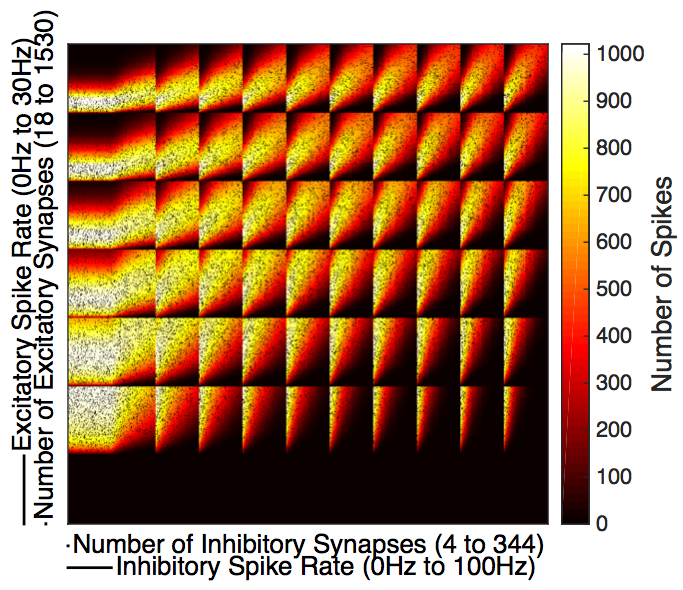 Excitatory Spike Rate (0Hz to 30Hz)
·Number of Excitatory Synapses (18 to 1530)
1000
900
800
700
600
500
400
300
200
100
0
Number of Spikes
·Number of Inhibitory Synapses (4 to 344)
Inhibitory Spike Rate (0Hz to 100Hz)